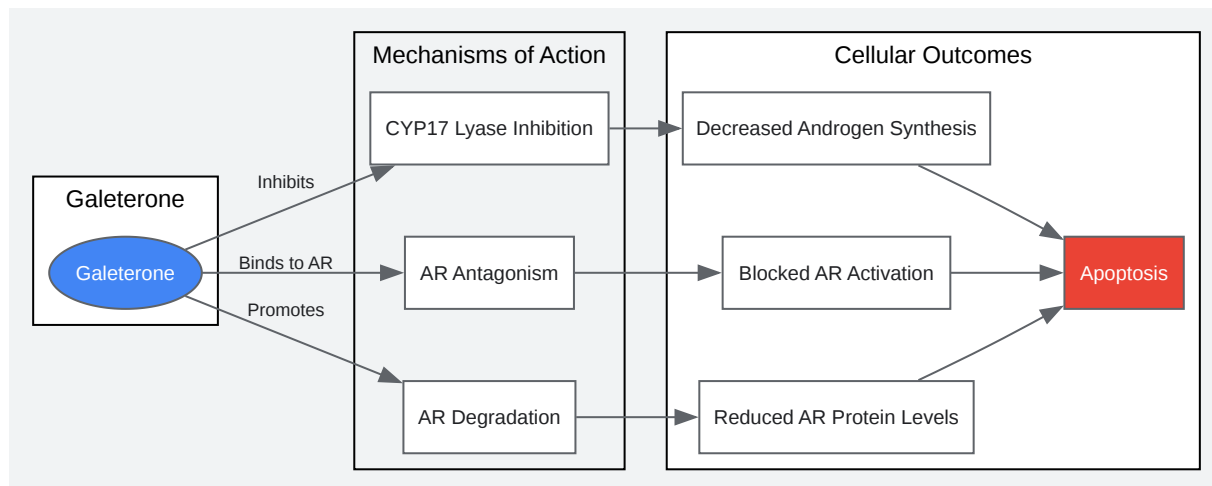 Mechanisms of Action
Cellular Outcomes
CYP17 Lyase Inhibition
Decreased Androgen Synthesis
Inhibits
Galeterone
Galeterone
Binds to AR
AR Antagonism
Blocked AR Activation
Apoptosis
Promotes
AR Degradation
Reduced AR Protein Levels